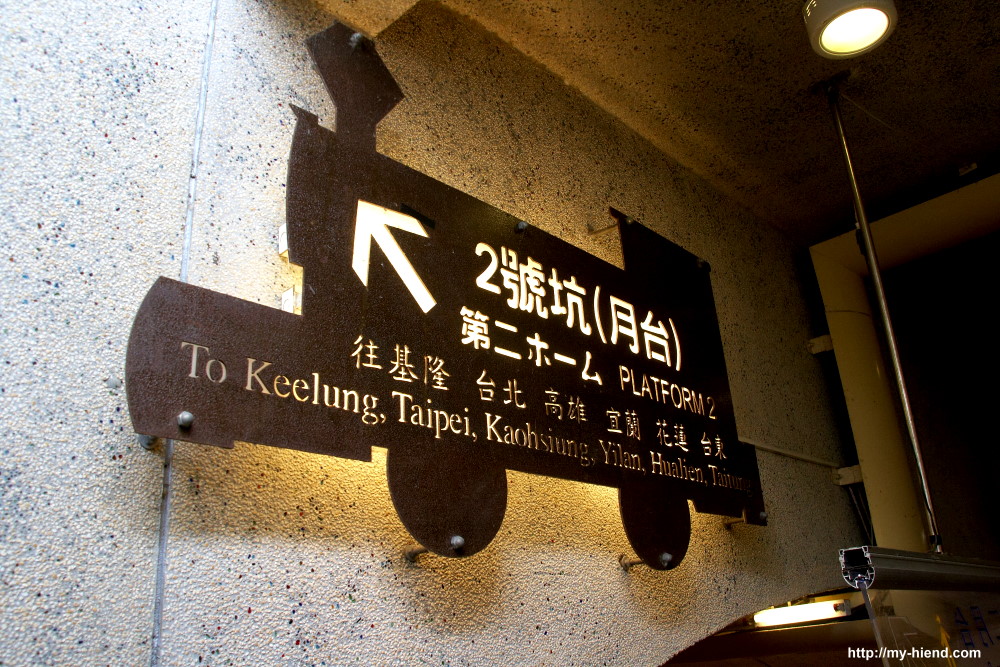 2號坑(月台)
第二ホーム PLATFORM 2
往基隆 台北 高雄 宜蘭 花蓮 台東
To Keelung, Taipei, Kaohsiung, Yilan, Hualien, Taitung
http://my-hiend.com